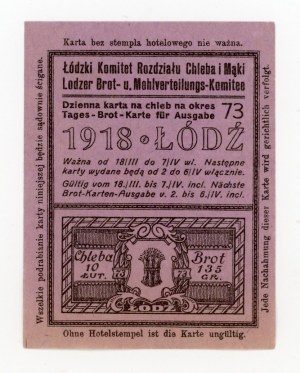 Karta bez stempla hotelowego nie ważna.
Łódzki Komitet Rozdziału Chleba i Mąki
Lodzer Brot- u. Mehlverteilungs-Komitee
Dzienna karta na chleb na okres 73
Tages-Brot-Karte für Ausgabe
1918 • ŁÓDŹ
Ważna od 18/III do 7/IV wł. Następne
karty wydane będą od 2 do 6/IV włącznie.
Gültig vom 18./III. bis 7./IV. incl. Nächste
Brot-Karten-Ausgabe v. 2. bis 6./IV. incl.
Chleba
10
ŁUT.
Brot
135
GR.
ŁÓDŹ
Ohne Hotelstempel ist die Karte ungültig.
Wszelkie podrabianie karty niniejszej będzie sądownie ścigane.
Jede Nachahmung dieser Karte wird gerichtlich verfolgt.